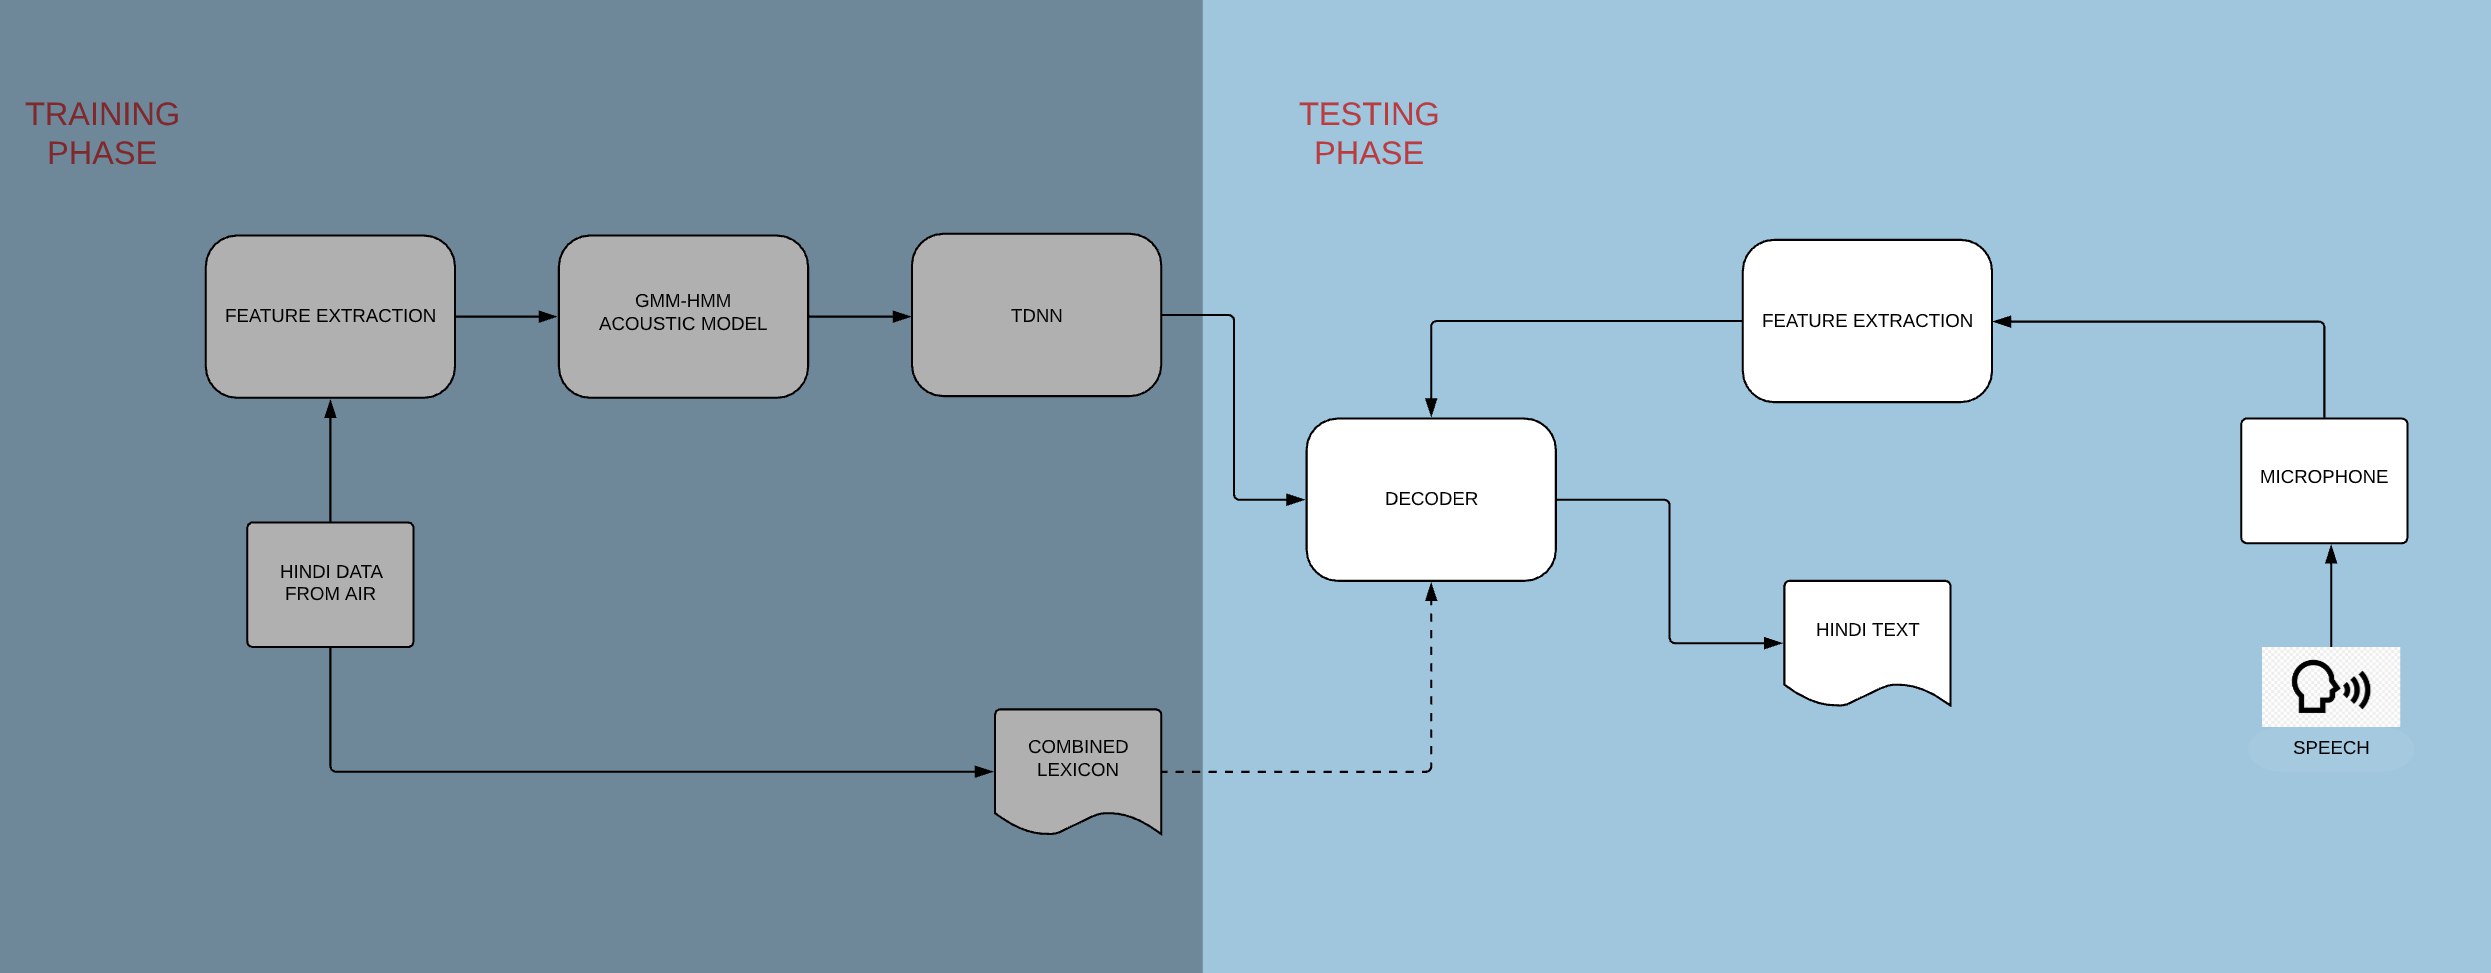 TRAINING
PHASE
TESTING
PHASE
FEATURE EXTRACTION
GMM-HMM
ACOUSTIC MODEL
TDNN
FEATURE EXTRACTION
DECODER
MICROPHONE
HINDI DATA
FROM AIR
HINDI TEXT
COMBINED
LEXICON
SPEECH